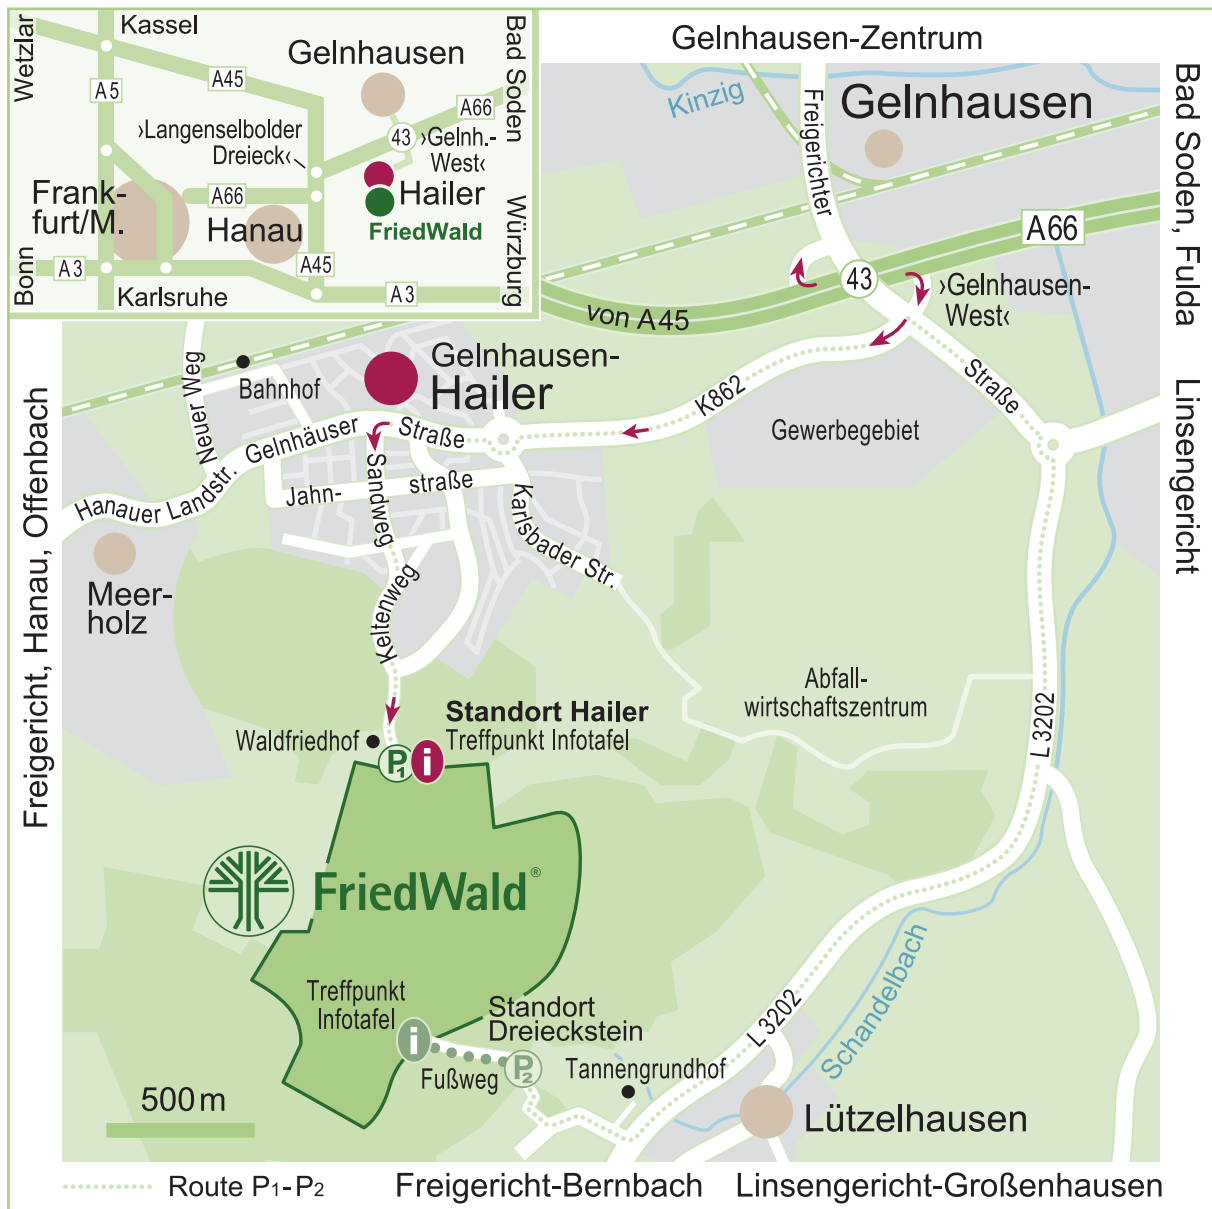 Wetzlar
Kassel
Gelnhausen
Bad Soden
A5
A45
A66
›Langenselbolder
Dreieck‹
43
›Gelnh.-
West‹
Frank-
furt/M.
A66
Hanau
Hailer
FriedWald
Würzburg
Bonn
A3
A45
Karlsruhe
A3
Gelnhausen-Zentrum
Kinzig
Freigerichter
Gelnhausen
Bad Soden, Fulda
A66
43
›Gelnhausen-
West‹
von A45
Neuer Weg
Bahnhof
Gelnhausen-
Hailer
K862
Straße
Linsengericht
Gewerbegebiet
Gelnhäuser
Straße
Hanauer Landstr.
Jahn-
straße
Sandweg
Karlsbader Str.
Freigericht, Hanau, Offenbach
Meer-
holz
Keltenweg
Abfall-
wirtschaftszentrum
L 3202
Standort Hailer
Waldfriedhof
Treffpunkt Infotafel
P1
i
FriedWald®
Schandelbach
Treffpunkt
Infotafel
Standort
Dreieckstein
L 3202
i
P2
Fußweg
Tannengrundhof
500 m
Lützelhausen
Route P1-P2
Freigericht-Bernbach
Linsengericht-Großenhausen